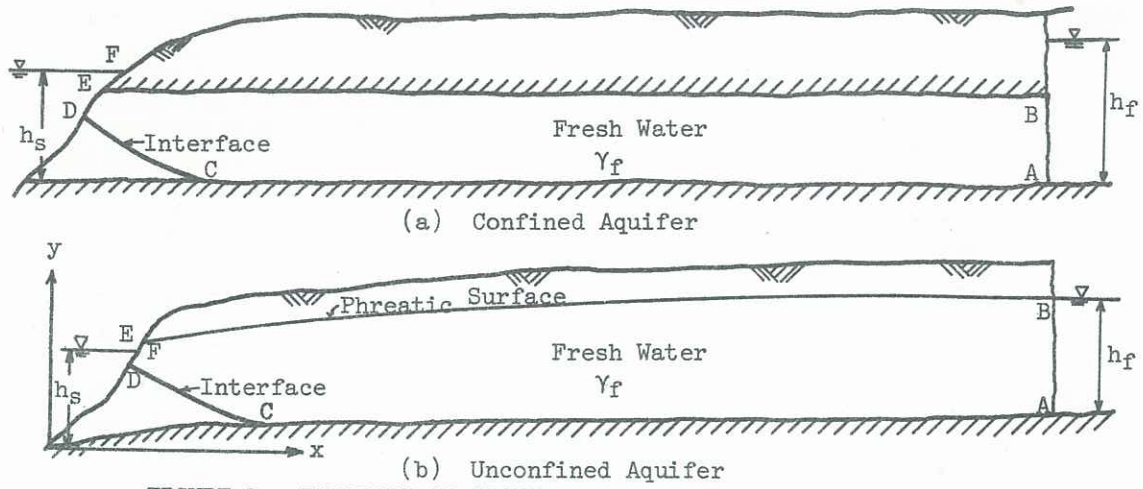 F
E
D
h_s
Interface
C
Fresh Water
γ_f
B
A
h_f
(a) Confined Aquifer
y
Phreatic Surface
E
F
D
h_s
Interface
C
Fresh Water
γ_f
B
A
h_f
x
(b) Unconfined Aquifer